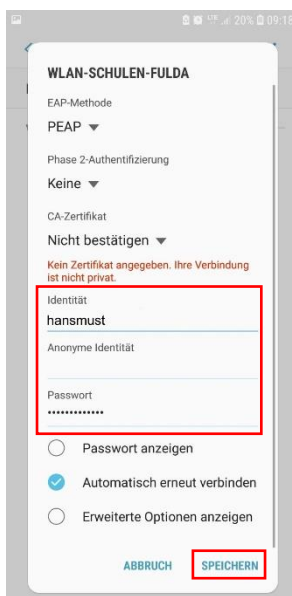 20% 09:18
WLAN-SCHULEN-FULDA
EAP-Methode
PEAP
Phase 2-Authentifizierung
Keine
CA-Zertifikat
Nicht bestätigen
Kein Zertifikat angegeben. Ihre Verbindung
ist nicht privat.
Identität
hansmust
Anonyme Identität
Passwort
•••••••••••••
Passwort anzeigen
Automatisch erneut verbinden
Erweiterte Optionen anzeigen
ABBRUCH SPEICHERN